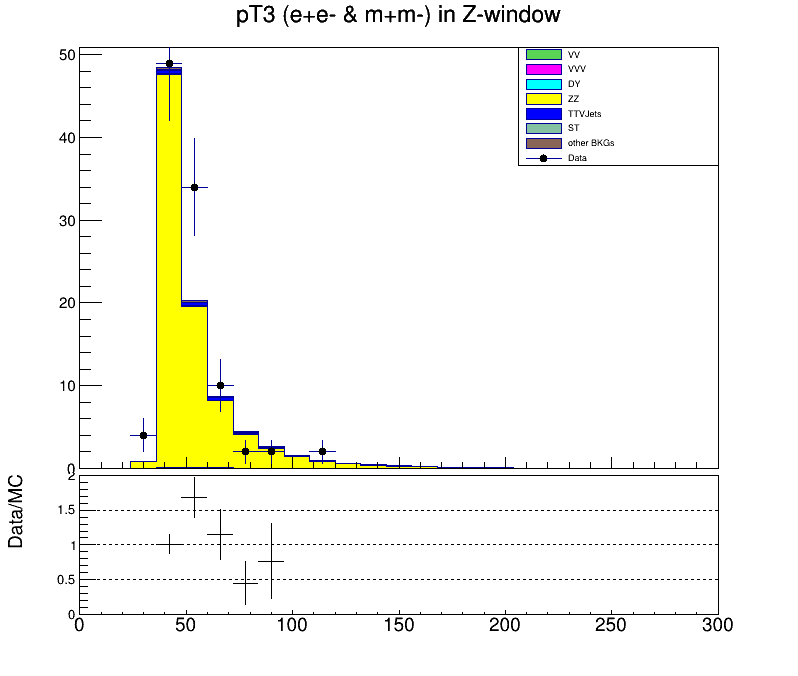 pT3 (e+e- & m+m-) in Z-window
50
40
30
20
10
0
VV
VVV
DY
ZZ
TTVJets
ST
other BKGs
Data
Data/MC
2
1.5
1
0.5
0
0 50 100 150 200 250 300